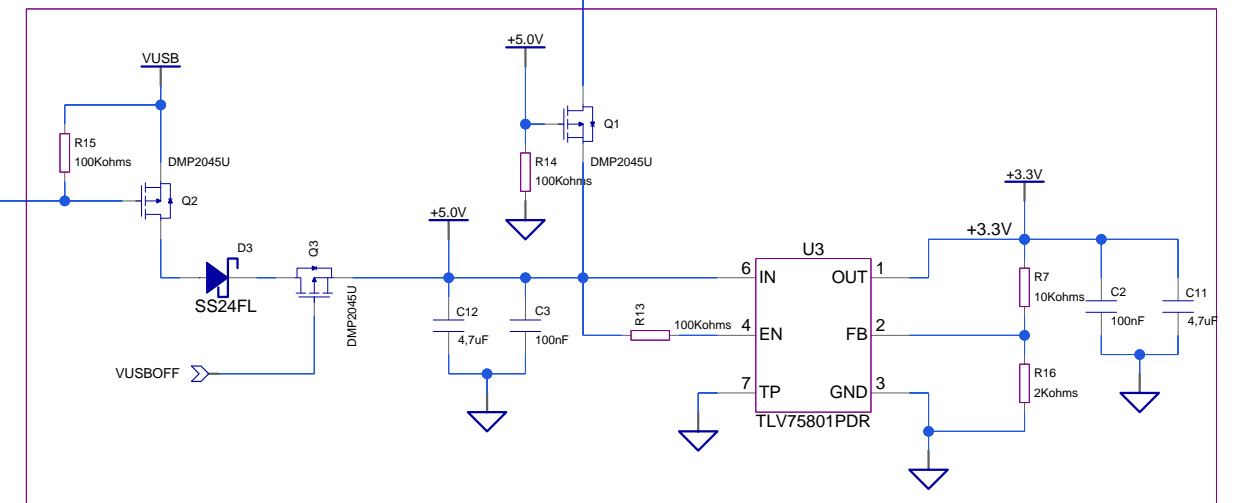 +5.0V
VUSB
Q1
R15
100Kohms
DMP2045U
R14
100Kohms
DMP2045U
Q2
+3.3V
+5.0V
Q3
D3
SS24FL
DMP2045U
+3.3V
U3
6
IN
OUT
1
R7
10Kohms
C2
100nF
C11
4,7uF
C12
4,7uF
C3
100nF
R13
100Kohms
4
EN
FB
2
VUSBOFF
R16
2Kohms
7
TP
GND
3
TLV75801PDR